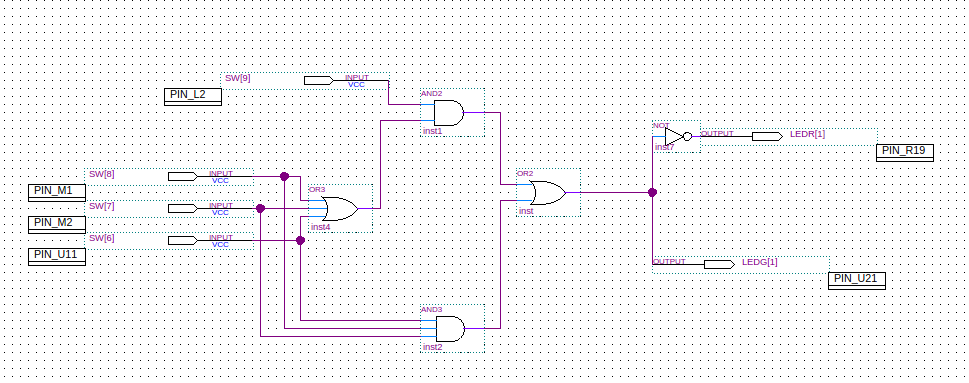 SW[9]
INPUT
VCC
PIN_L2
AND2
inst1
NOT
inst7
OUTPUT
LEDR[1]
PIN_R19
SW[8]
INPUT
VCC
PIN_M1
OR3
inst4
OR2
inst
SW[7]
INPUT
VCC
PIN_M2
SW[6]
INPUT
VCC
PIN_U11
OUTPUT
LEDG[1]
PIN_U21
AND3
inst2